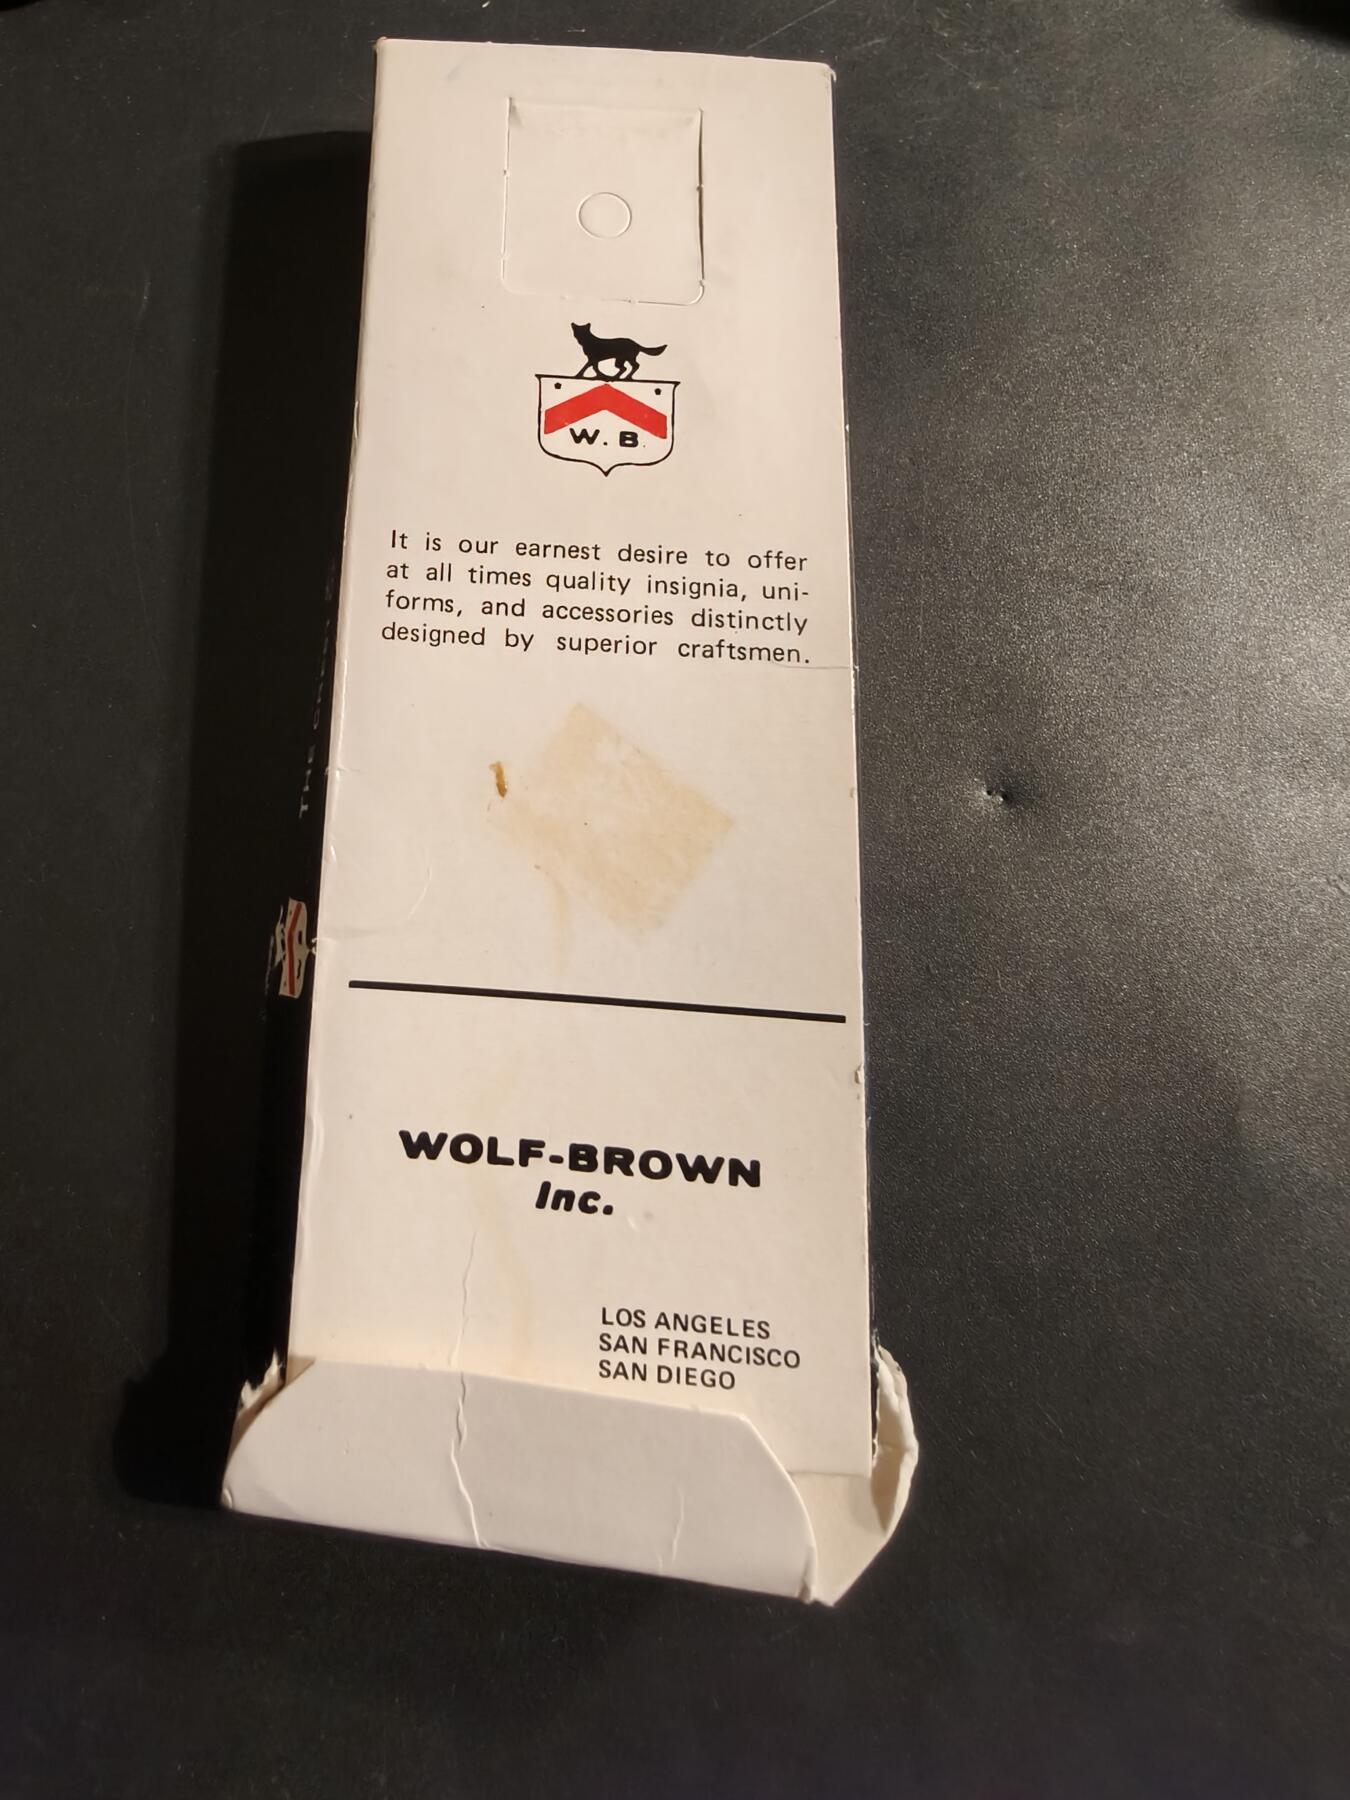 W. B.
It is our earnest desire to offer
at all times quality insignia, uni-
forms, and accessories distinctly
designed by superior craftsmen.
THE
WOLF-BROWN
Inc.
LOS ANGELES
SAN FRANCISCO
SAN DIEGO